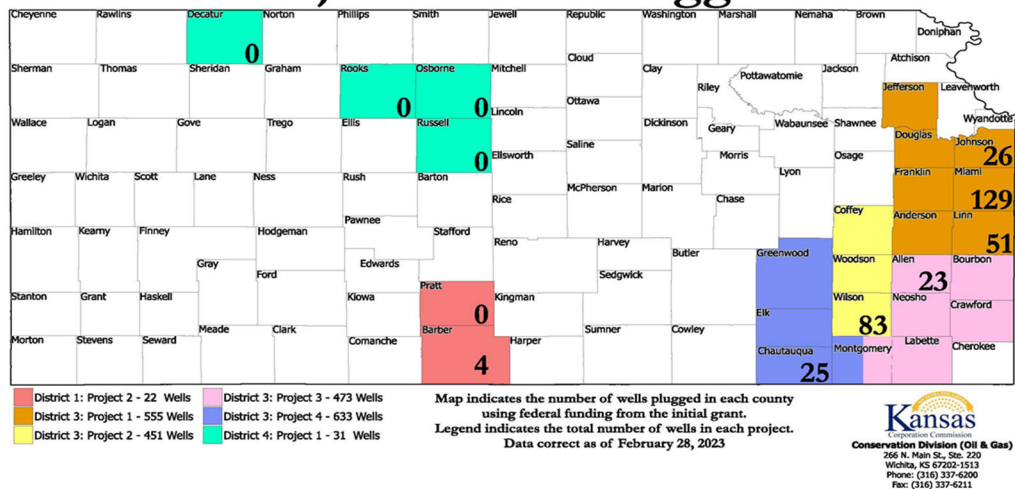 Cheyenne Rawlins Decatur Norton Phillips Smith Jewell Republic Washington Marshall Nemaha Brown
Doniphan
0
Cloud
Atchison
Sherman Thomas Sheridan Graham Rooks Osborne Mitchell Clay Pottawatomie Jackson
Riley Jefferson Leavenworth
0 0
Lincoln Ottawa
Wallace Logan Gove Trego Ellis Russell Dickinson Geary Wabaunsee Shawnee Wyandotte
Douglas Johnson
Saline
26
0
Ellsworth Morris Osage
Greeley Wichita Scott Lane Ness Rush Barton Lyon Franklin Miami
McPherson Marion
Rice Chase
129
Pawnee Coffey Anderson Linn
Hamilton Kearny Finney Hodgeman Stafford
Reno Harvey
51
Butler Greenwood
Gray Edwards Woodson Allen Bourbon
Ford Sedgwick
23
Pratt
Stanton Grant Haskell Kiowa Kingman Wilson Neosho
Crawford
0
Elk
83
Meade Clark Barber Sumner Cowley
Morton Stevens Seward Comanche Harper Labette
Chautauqua Montgomery Cherokee
4
25
District 1: Project 2 - 22 Wells
District 3: Project 1 - 555 Wells
District 3: Project 2 - 451 Wells
District 3: Project 3 - 473 Wells
District 3: Project 4 - 633 Wells
District 4: Project 1 - 31 Wells
Map indicates the number of wells plugged in each county
using federal funding from the initial grant.
Legend indicates the total number of wells in each project.
Data correct as of February 28, 2023
Kansas
Corporation Commission
Conservation Division (Oil & Gas)
266 N. Main St., Ste. 220
Wichita, KS 67202-1513
Phone: (316) 337-6200
Fax: (316) 337-6211